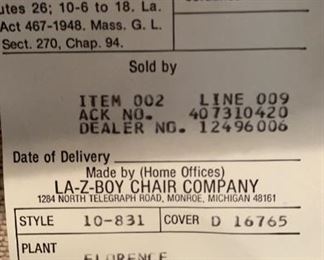 utes 26; 10-6 to 18. La.
Act 467-1948. Mass. G. L.
Sect. 270, Chap. 94.
Sold by
ITEM 002 LINE 009
ACK NO. 407310420
DEALER NO. 12496006
Date of Delivery
Made by (Home Offices)
LA-Z-BOY CHAIR COMPANY
1284 NORTH TELEGRAPH ROAD, MONROE, MICHIGAN 48161
STYLE 10-831 COVER D 16765
PLANT
FLORENCE